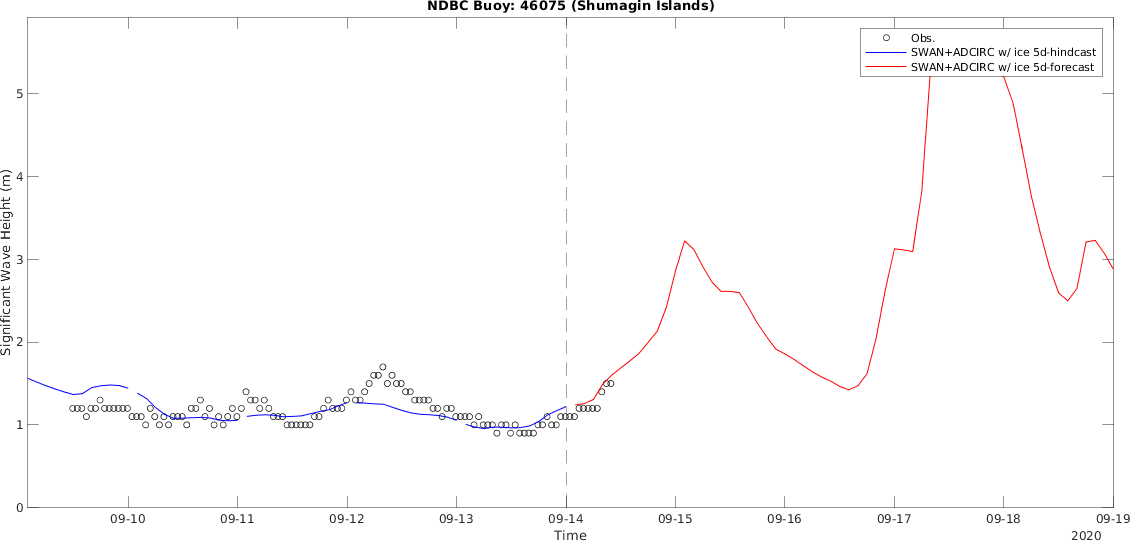 NDBC Buoy: 46075 (Shumagin Islands)
Obs.
SWAN+ADCIRC w/ ice 5d-hindcast
SWAN+ADCIRC w/ ice 5d-forecast
Significant Wave Height (m)
5
4
3
2
1
0
09-10 09-11 09-12 09-13 09-14 09-15 09-16 09-17 09-18 09-19
Time
2020